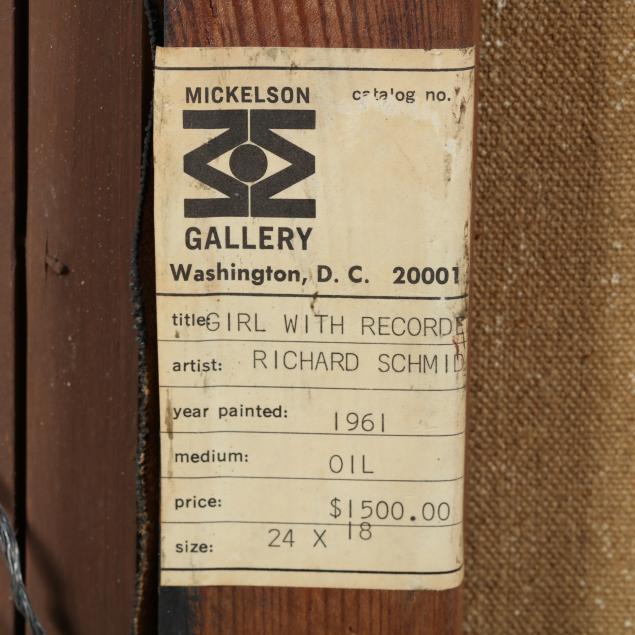 MICKELSON catalog no.
GALLERY
Washington, D. C. 20001
title: GIRL WITH RECORDE
artist: RICHARD SCHMID
year painted: 1961
medium: OIL
price: $1500.00
size: 24 X 18